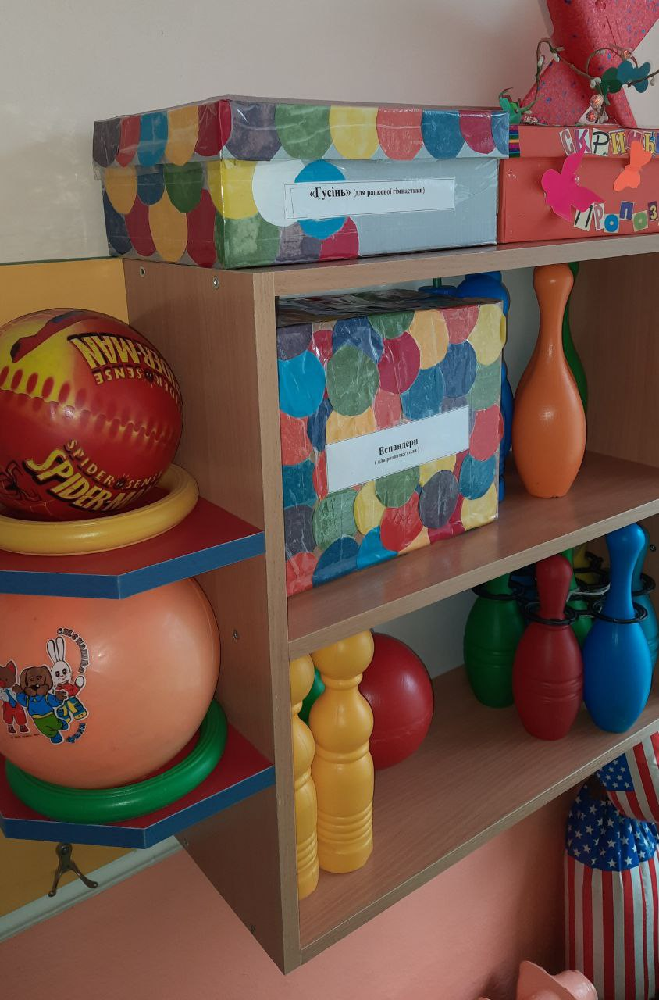 «Гусінь» (для ранкової гімнастики)
СКРИНЬ
Пропоз
Еспандери
( для розвитку сили )
SPIDER-MAN
SPIDER SENSE
SPIDER SENSE
SPIDER-MAN